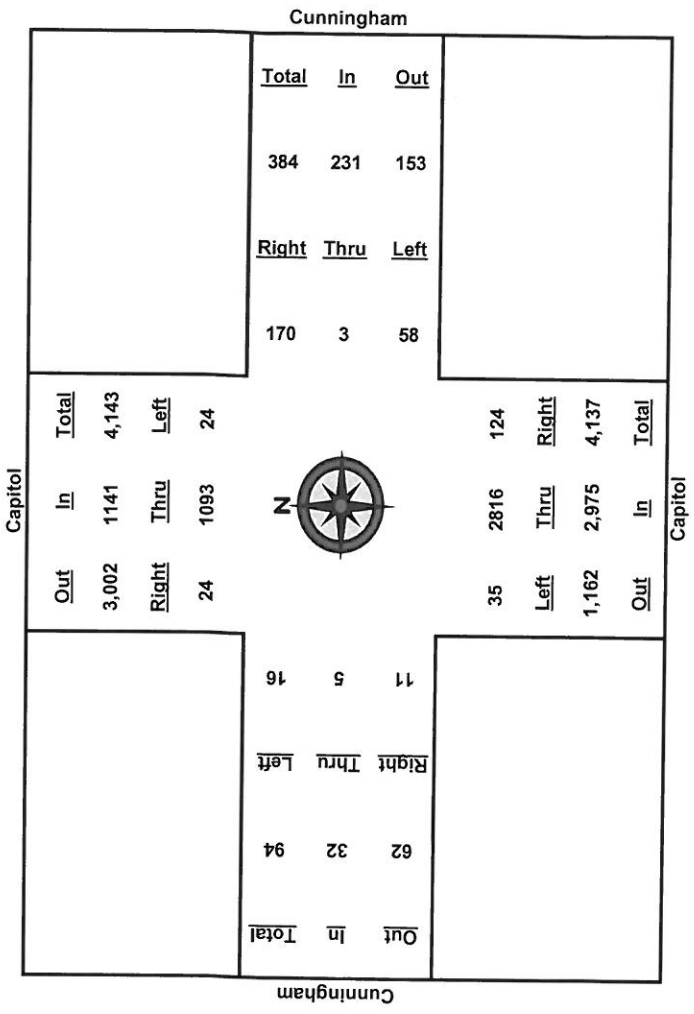 Cunningham
Total In Out
384 231 153
Right Thru Left
170 3 58
Capitol
Out In Total
3,002 1141 4,143
Right Thru Left
24 1093 24
N
35 2816 124
Left Thru Right
1,162 2,975 4,137
Out In Total
Capitol
11 5 16
Right Thru Left
62 32 94
Out In Total
Cunningham